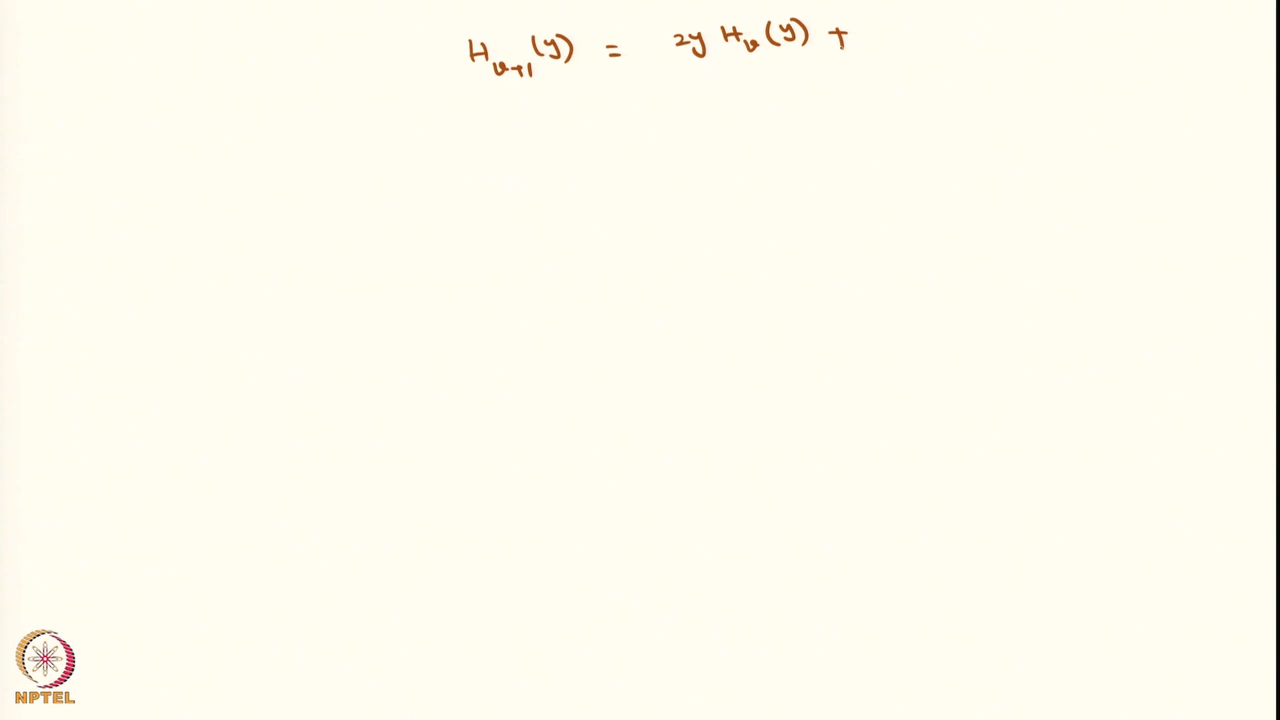 H_{v+1}(y) = 2y H_v(y) +
NPTEL